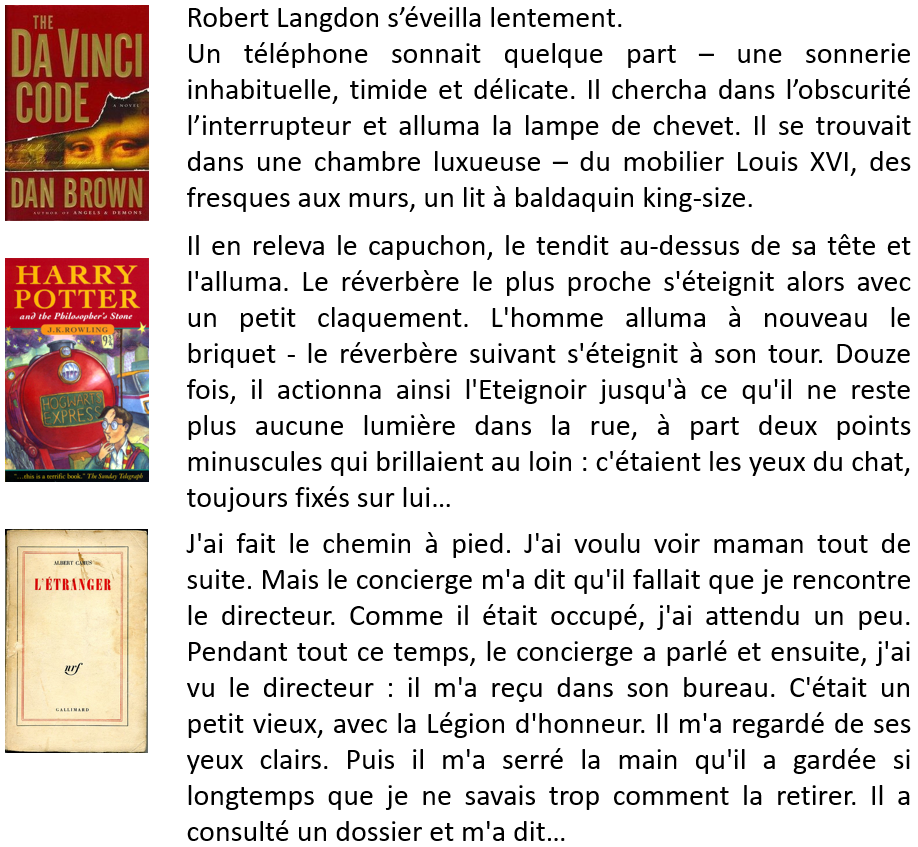 THE
DA VINCI
CODE
A NOVEL
DAN BROWN
AUTHOR OF ANGELS & DEMONS
Robert Langdon s’éveilla lentement.
Un téléphone sonnait quelque part – une sonnerie
inhabituelle, timide et délicate. Il chercha dans l’obscurité
l’interrupteur et alluma la lampe de chevet. Il se trouvait
dans une chambre luxueuse – du mobilier Louis XVI, des
fresques aux murs, un lit à baldaquin king-size.
HARRY
POTTER
and the Philosopher's Stone
J.K.ROWLING
9¾
HOGWARTS
EXPRESS
"...this is a terrific book." The Sunday Telegraph
Il en releva le capuchon, le tendit au-dessus de sa tête et
l'alluma. Le réverbère le plus proche s'éteignit alors avec
un petit claquement. L'homme alluma à nouveau le
briquet - le réverbère suivant s'éteignit à son tour. Douze
fois, il actionna ainsi l'Eteignoir jusqu'à ce qu'il ne reste
plus aucune lumière dans la rue, à part deux points
minuscules qui brillaient au loin : c'étaient les yeux du chat,
toujours fixés sur lui…
ALBERT CAMUS
L'ÉTRANGER
nrf
GALLIMARD
J'ai fait le chemin à pied. J'ai voulu voir maman tout de
suite. Mais le concierge m'a dit qu'il fallait que je rencontre
le directeur. Comme il était occupé, j'ai attendu un peu.
Pendant tout ce temps, le concierge a parlé et ensuite, j'ai
vu le directeur : il m'a reçu dans son bureau. C'était un
petit vieux, avec la Légion d'honneur. Il m'a regardé de ses
yeux clairs. Puis il m'a serré la main qu'il a gardée si
longtemps que je ne savais trop comment la retirer. Il a
consulté un dossier et m'a dit…